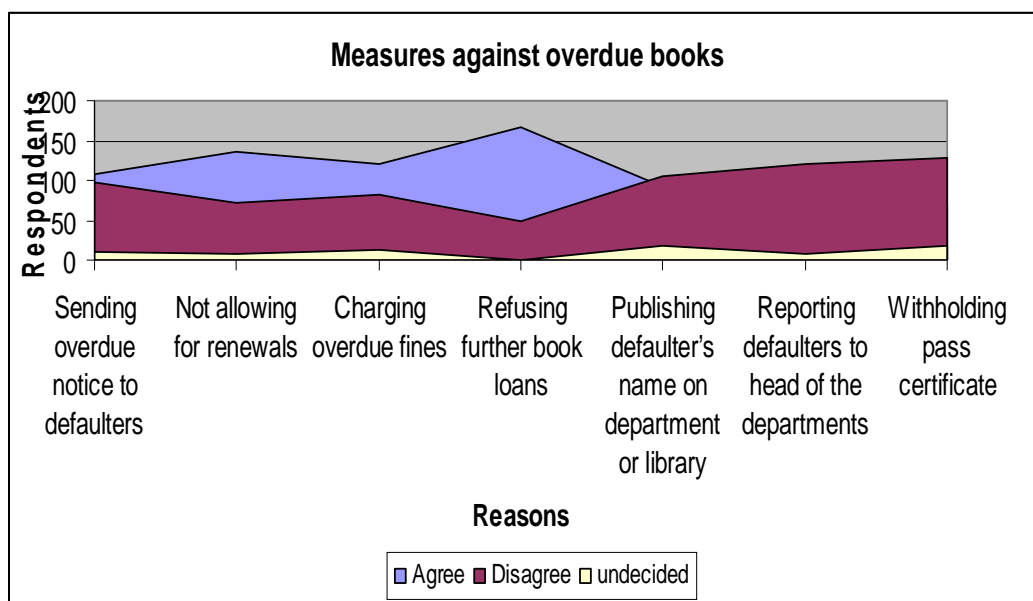 Measures against overdue books
Respondents
200
150
100
50
0
Sending
overdue
notice to
defaulters
Not allowing
for renewals
Charging
overdue fines
Refusing
further book
loans
Publishing
defaulter's
name on
department
or library
Reporting
defaulters to
head of the
departments
Withholding
pass
certificate
Reasons
Agree
Disagree
undecided